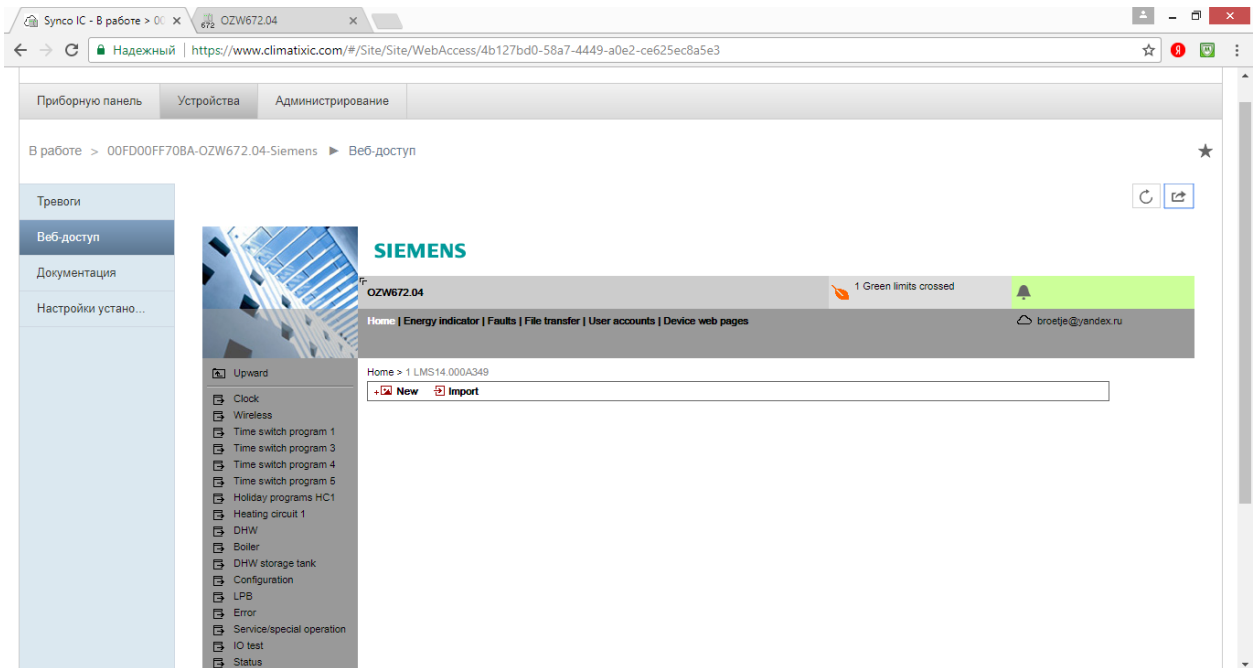 Synco IC - В работе > 00
672 OZW672.04
Надежный
https://www.climatixic.com/#/Site/Site/WebAccess/4b127bd0-58a7-4449-a0e2-ce625ec8a5e3
Приборную панель Устройства Администрирование
В работе > 00FD00FF70BA-OZW672.04-Siemens ► Веб-доступ
Тревоги
Веб-доступ
Документация
Настройки устано...
SIEMENS
OZW672.04
1 Green limits crossed
Home | Energy indicator | Faults | File transfer | User accounts | Device web pages
broetje@yandex.ru
Upward
Home > 1 LMS14.000A349
New Import
Clock
Wireless
Time switch program 1
Time switch program 3
Time switch program 4
Time switch program 5
Holiday programs HC1
Heating circuit 1
DHW
Boiler
DHW storage tank
Configuration
LPB
Error
Service/special operation
IO test
Status